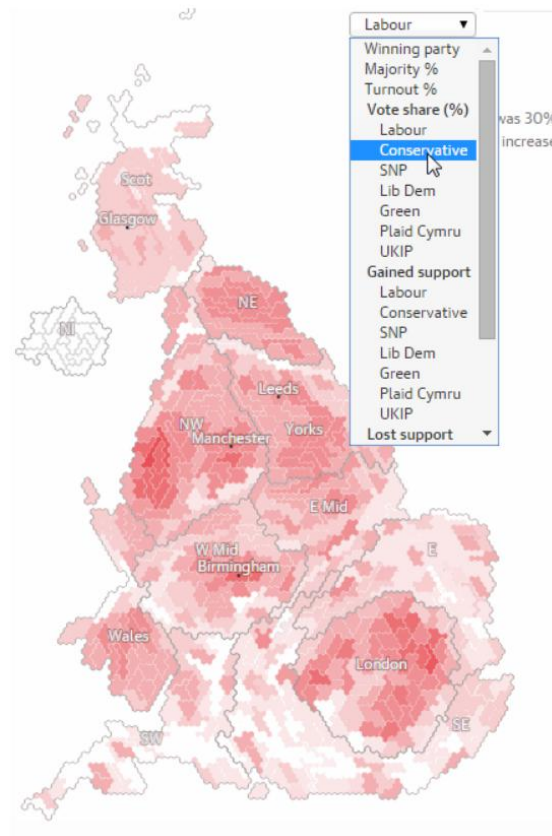 Labour
Winning party
Majority %
Turnout %
Vote share (%)
Labour
Conservative
SNP
Lib Dem
Green
Plaid Cymru
UKIP
Gained support
Labour
Conservative
SNP
Lib Dem
Green
Plaid Cymru
UKIP
Lost support
was 30%
increase
Scot
Glasgow
NE
NI
Leeds
NW
Manchester
Yorks
E Mid
W Mid
Birmingham
E
Wales
London
SE
SW